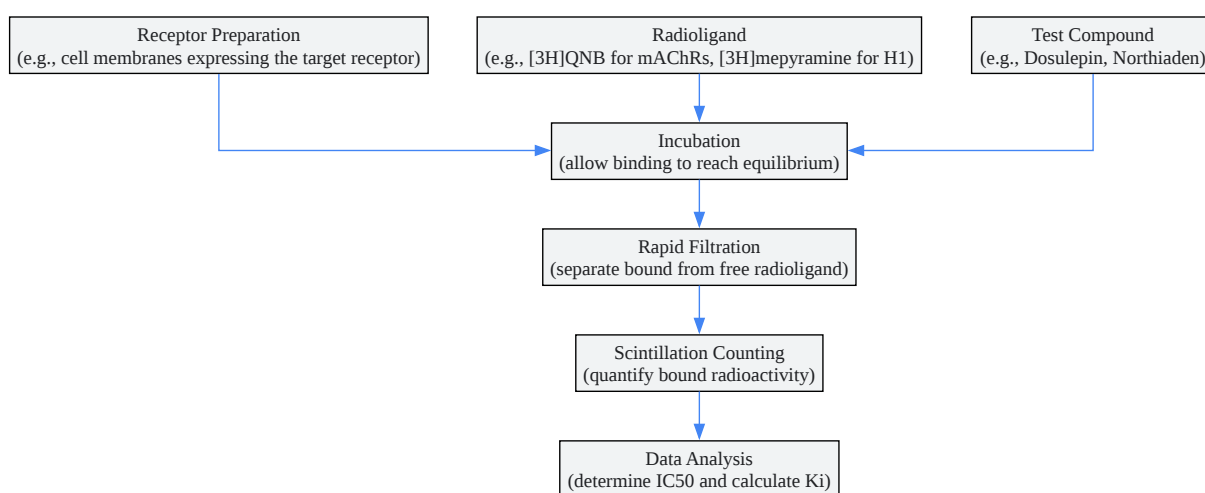 Receptor Preparation
(e.g., cell membranes expressing the target receptor)
Radioligand
(e.g., [3H]QNB for mAChRs, [3H]mepyramine for H1)
Test Compound
(e.g., Dosulepin, Northiaden)
Incubation
(allow binding to reach equilibrium)
Rapid Filtration
(separate bound from free radioligand)
Scintillation Counting
(quantify bound radioactivity)
Data Analysis
(determine IC50 and calculate Ki)